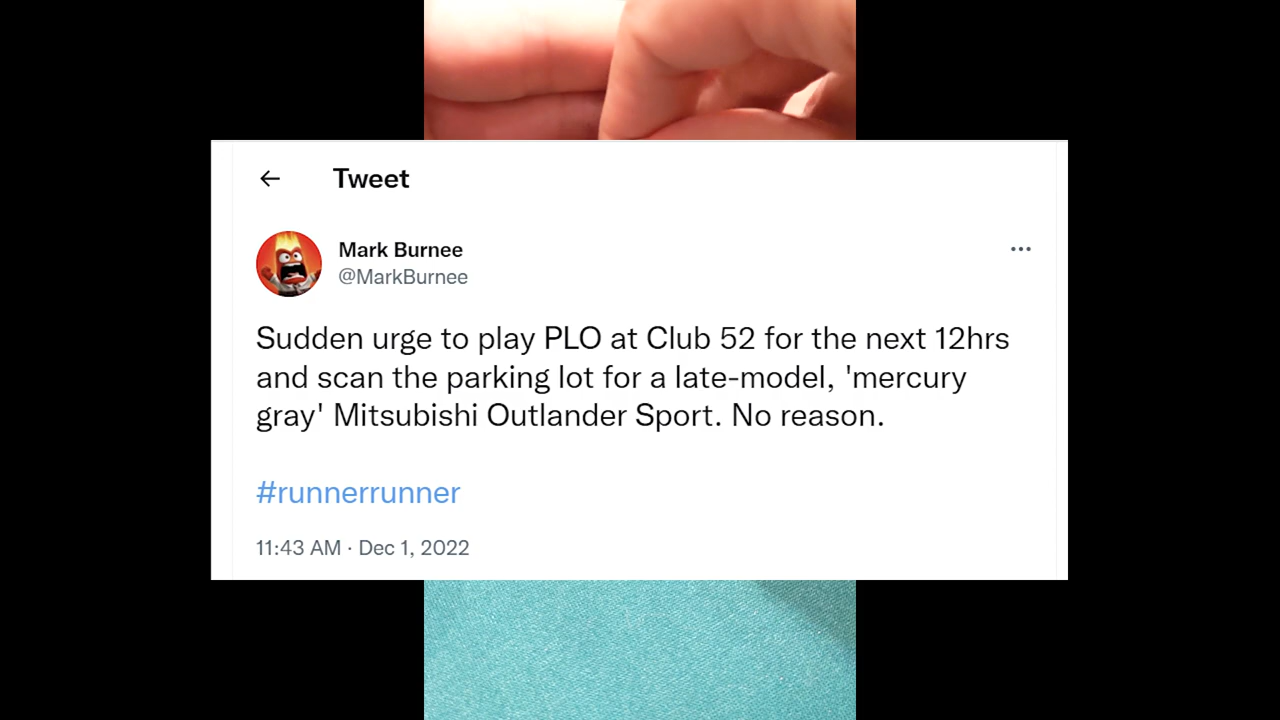 Tweet
Mark Burnee
@MarkBurnee
Sudden urge to play PLO at Club 52 for the next 12hrs
and scan the parking lot for a late-model, 'mercury
gray' Mitsubishi Outlander Sport. No reason.
#runnerrunner
11:43 AM · Dec 1, 2022